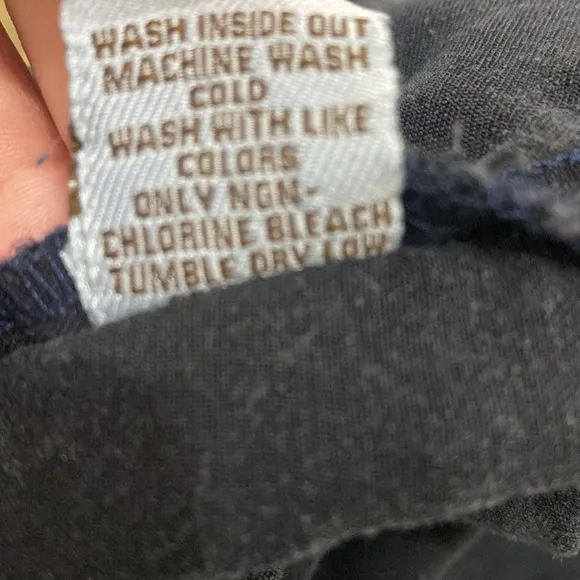 WASH INSIDE OUT
MACHINE WASH
COLD
WASH WITH LIKE
COLORS
ONLY NON-
CHLORINE BLEACH
TUMBLE DRY LOW